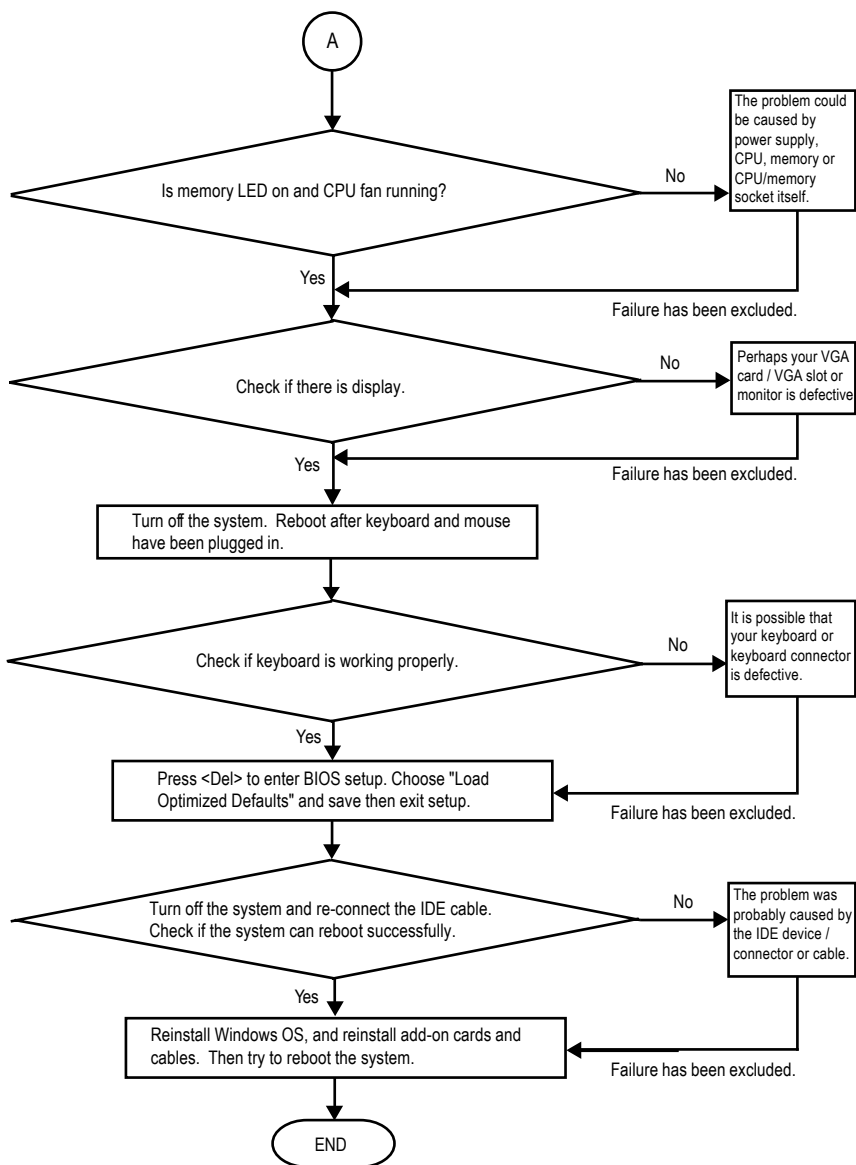 A
Is memory LED on and CPU fan running?
No
The problem could
be caused by
power supply,
CPU, memory or
CPU/memory
socket itself.
Yes
Failure has been excluded.
Check if there is display.
No
Perhaps your VGA
card / VGA slot or
monitor is defective
Yes
Failure has been excluded.
Turn off the system.  Reboot after keyboard and mouse
have been plugged in.
Check if keyboard is working properly.
No
It is possible that
your keyboard or
keyboard connector
is defective.
Yes
Press <Del> to enter BIOS setup. Choose "Load
Optimized Defaults" and save then exit setup.
Failure has been excluded.
Turn off the system and re-connect the IDE cable.
Check if the system can reboot successfully.
No
The problem was
probably caused by
the IDE device /
connector or cable.
Yes
Reinstall Windows OS, and reinstall add-on cards and
cables.  Then try to reboot the system.
Failure has been excluded.
END